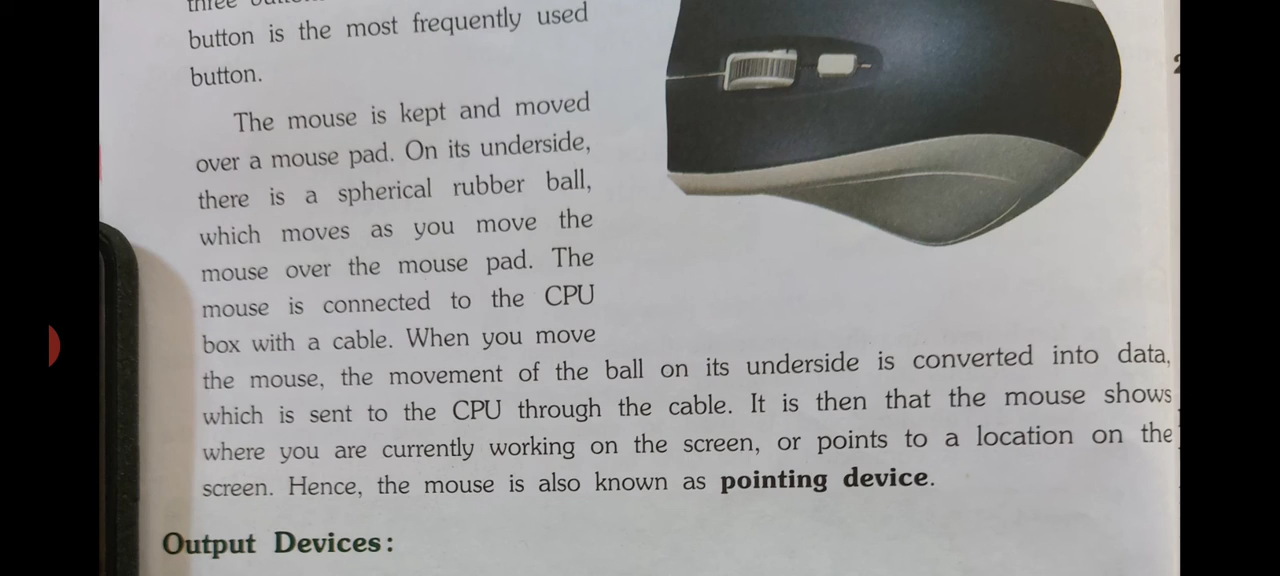 button is the most frequently used
button.
The mouse is kept and moved
over a mouse pad. On its underside,
there is a spherical rubber ball,
which moves as you move the
mouse over the mouse pad. The
mouse is connected to the CPU
box with a cable. When you move
the mouse, the movement of the ball on its underside is converted into data,
which is sent to the CPU through the cable. It is then that the mouse shows
where you are currently working on the screen, or points to a location on the
screen. Hence, the mouse is also known as pointing device.
Output Devices: